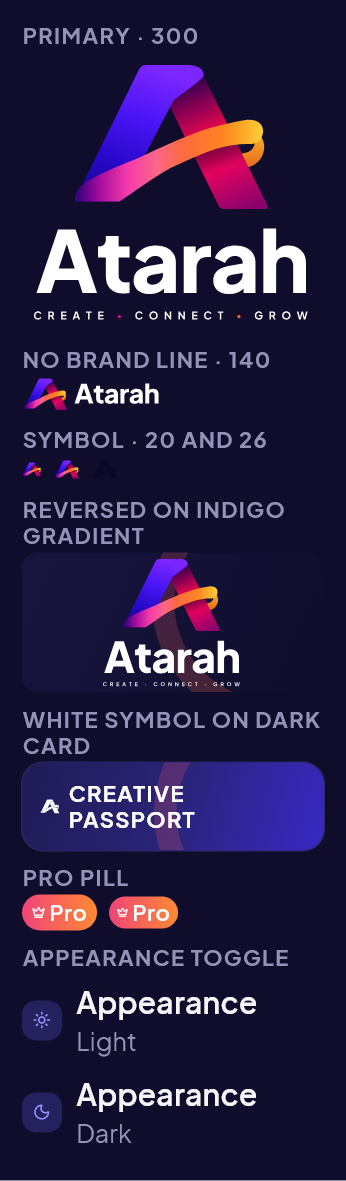 PRIMARY · 300
Atarah
CREATE · CONNECT · GROW
NO BRAND LINE · 140
Atarah
SYMBOL · 20 AND 26
REVERSED ON INDIGO
GRADIENT
Atarah
CREATE · CONNECT · GROW
WHITE SYMBOL ON DARK
CARD
CREATIVE
PASSPORT
PRO PILL
Pro Pro
APPEARANCE TOGGLE
Appearance
Light
Appearance
Dark